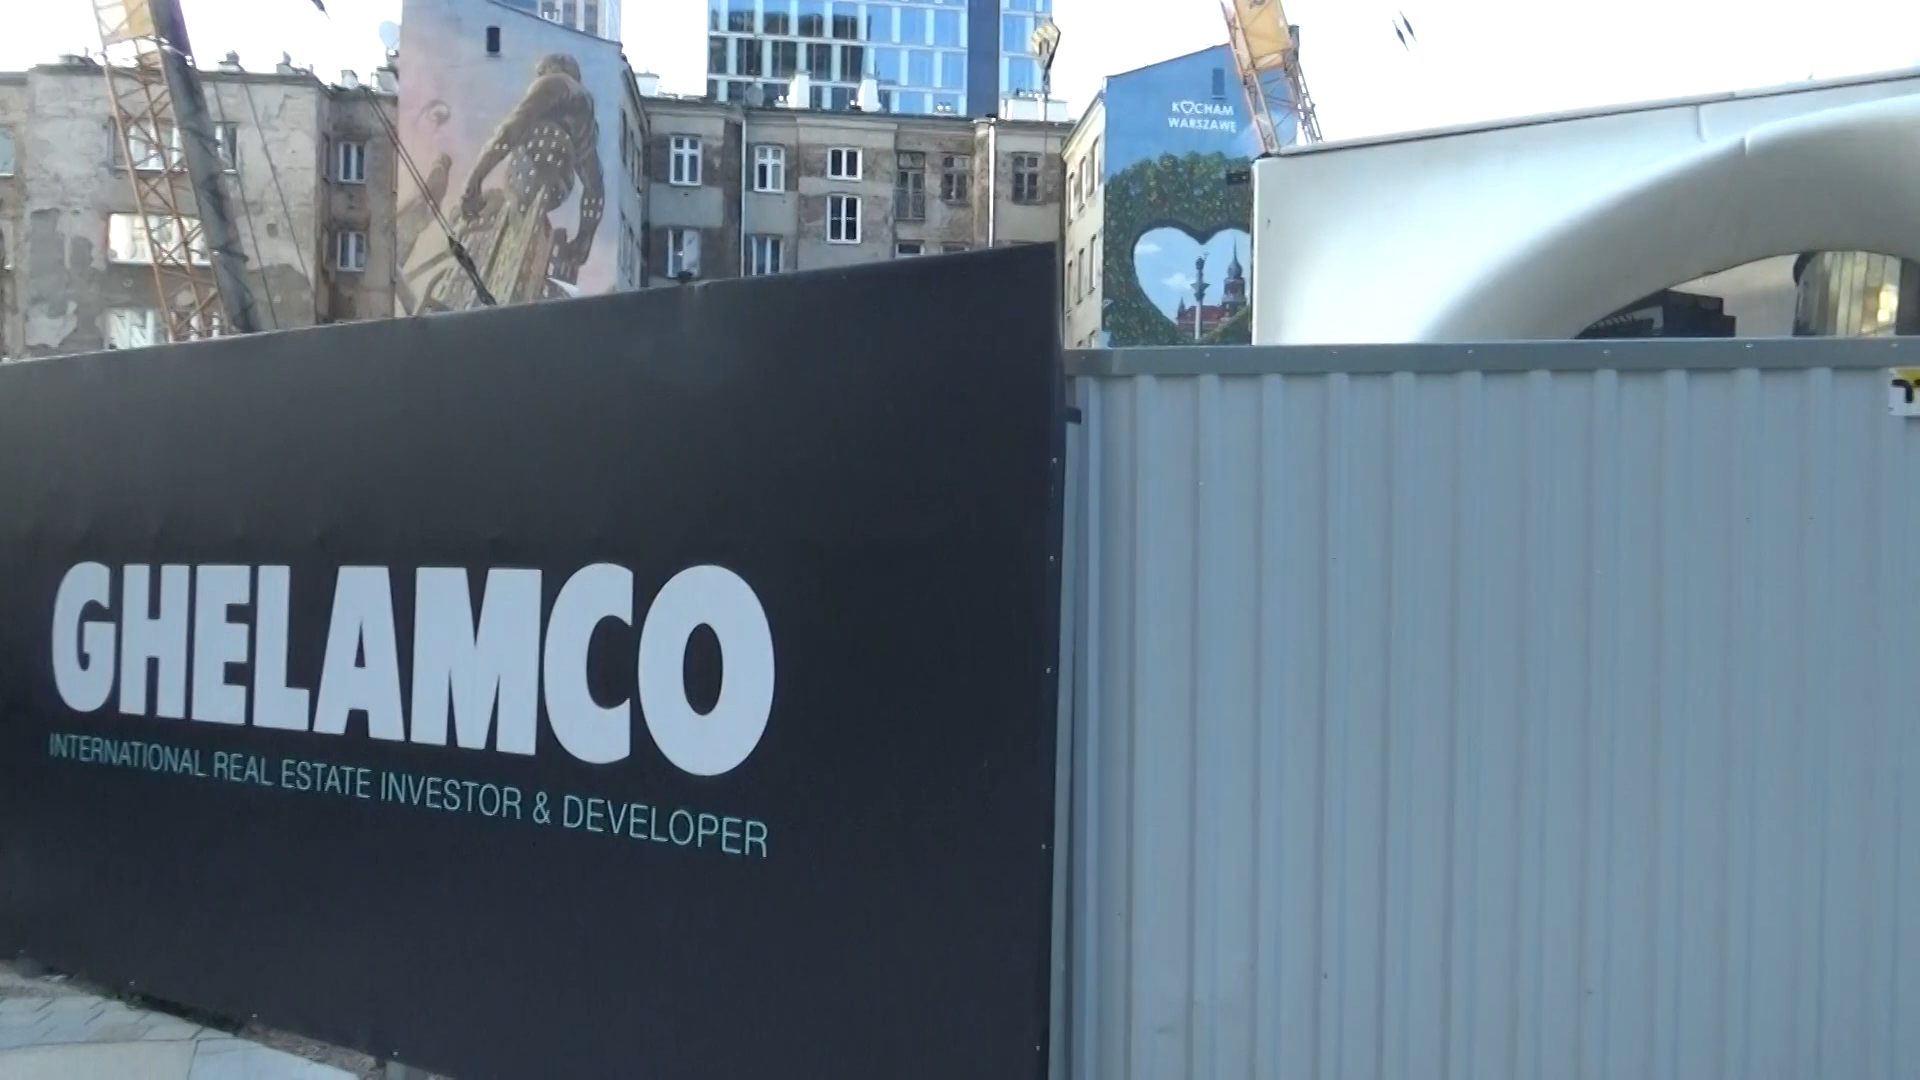 KOCHAM
WARSZAWĘ
GHELAMCO
INTERNATIONAL REAL ESTATE INVESTOR & DEVELOPER